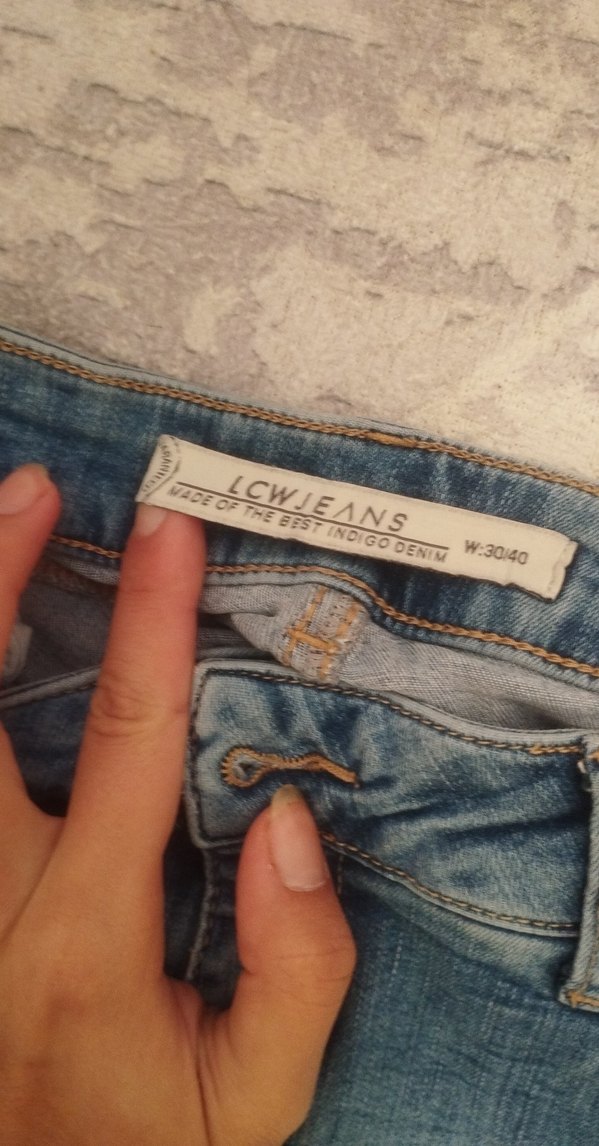 LCWJEANS
MADE OF THE BEST INDIGO DENIM
W:30/40